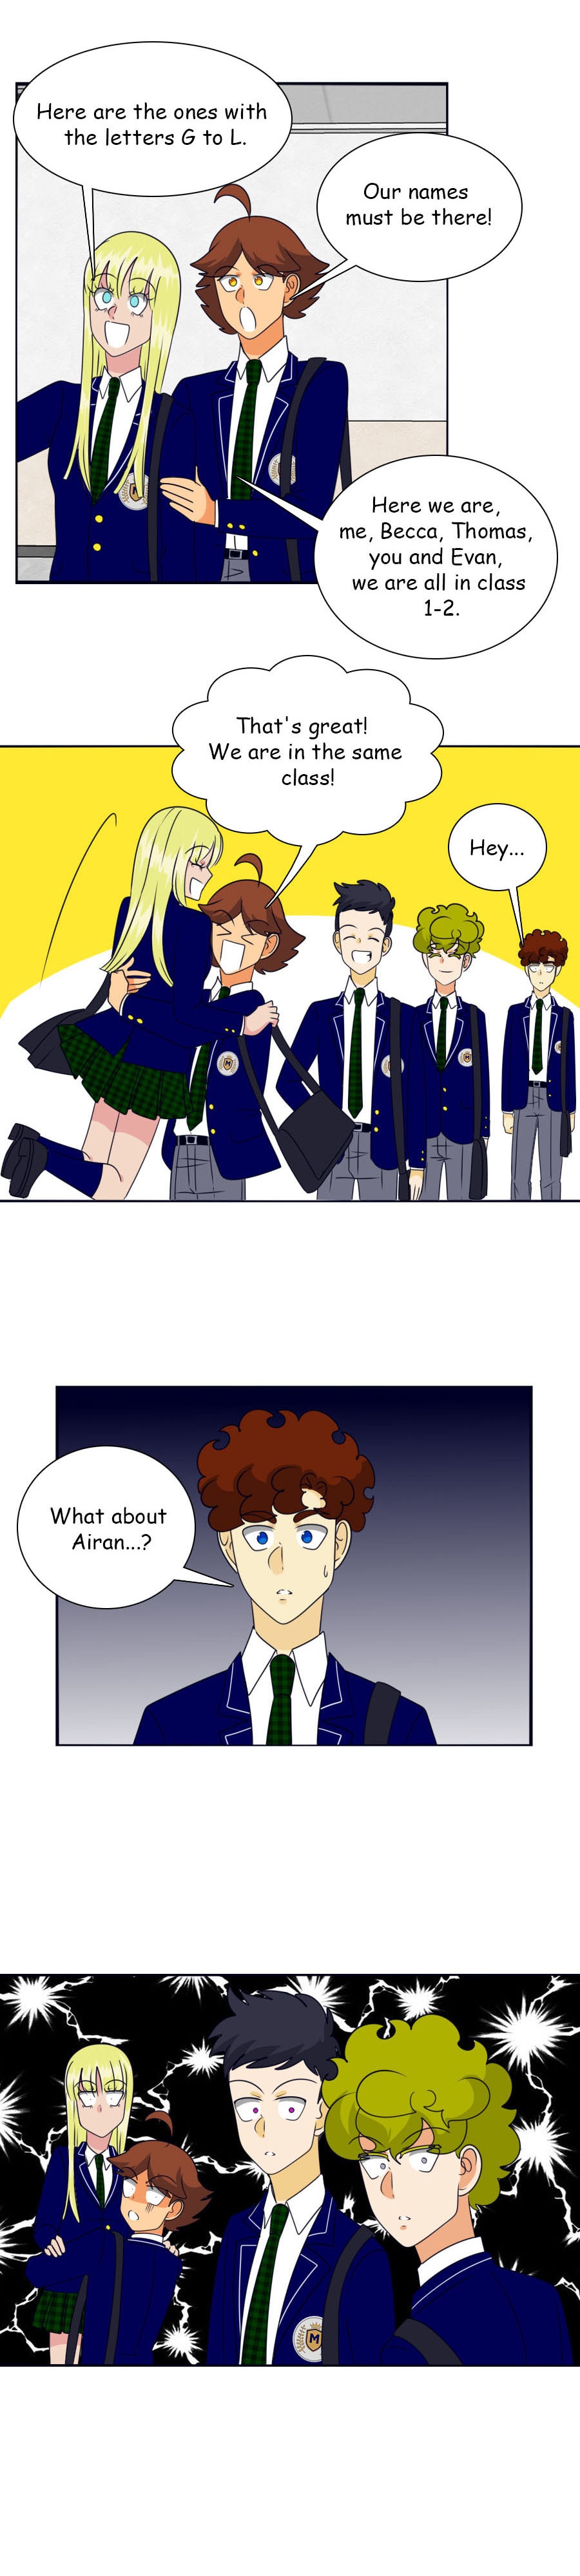 Here are the ones with
the letters G to L.
Our names
must be there!
Here we are,
me, Becca, Thomas,
you and Evan,
we are all in class
1-2.
That's great!
We are in the same
class!
Hey...
What about
Airan...?
M
M
M
M